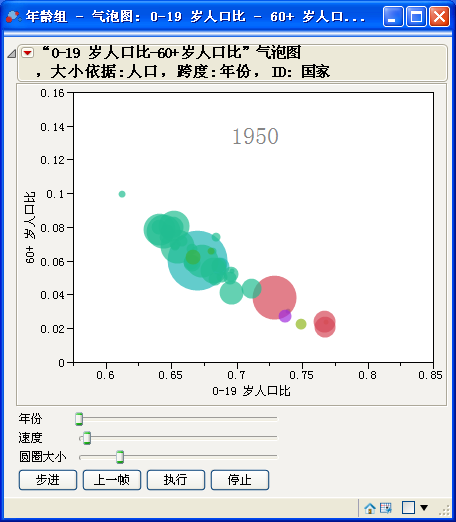 年龄组 - 气泡图: 0-19 岁人口比 - 60+ 岁人口...
“0-19 岁人口比-60+岁人口比”气泡图
，大小依据:人口，跨度:年份，ID: 国家
1950
0.16
0.14
0.12
0.1
0.08
0.06
0.04
0.02
0
60+ 岁人口比
0.6
0.65
0.7
0.75
0.8
0.85
0-19 岁人口比
年份
速度
圆圈大小
步进
上一帧
执行
停止